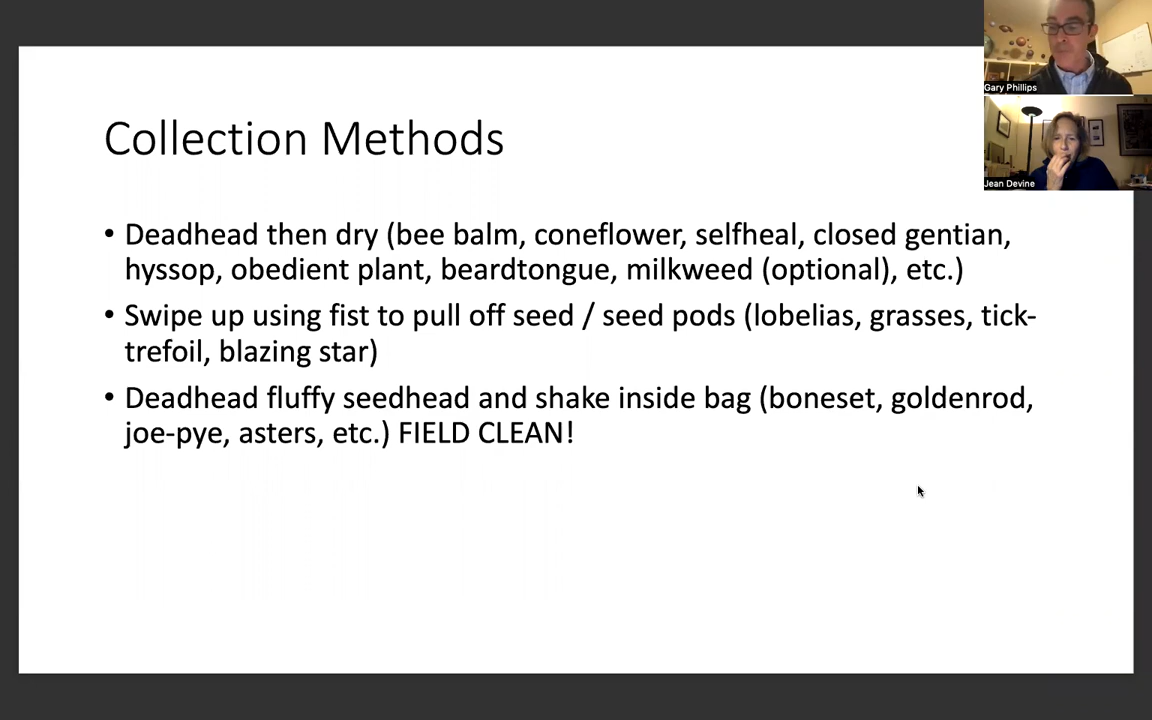 Gary Phillips
Jean Devine
Collection Methods
• Deadhead then dry (bee balm, coneflower, selfheal, closed gentian,
hyssop, obedient plant, beardtongue, milkweed (optional), etc.)
• Swipe up using fist to pull off seed / seed pods (lobelias, grasses, tick-
trefoil, blazing star)
• Deadhead fluffy seedhead and shake inside bag (boneset, goldenrod,
joe-pye, asters, etc.) FIELD CLEAN!